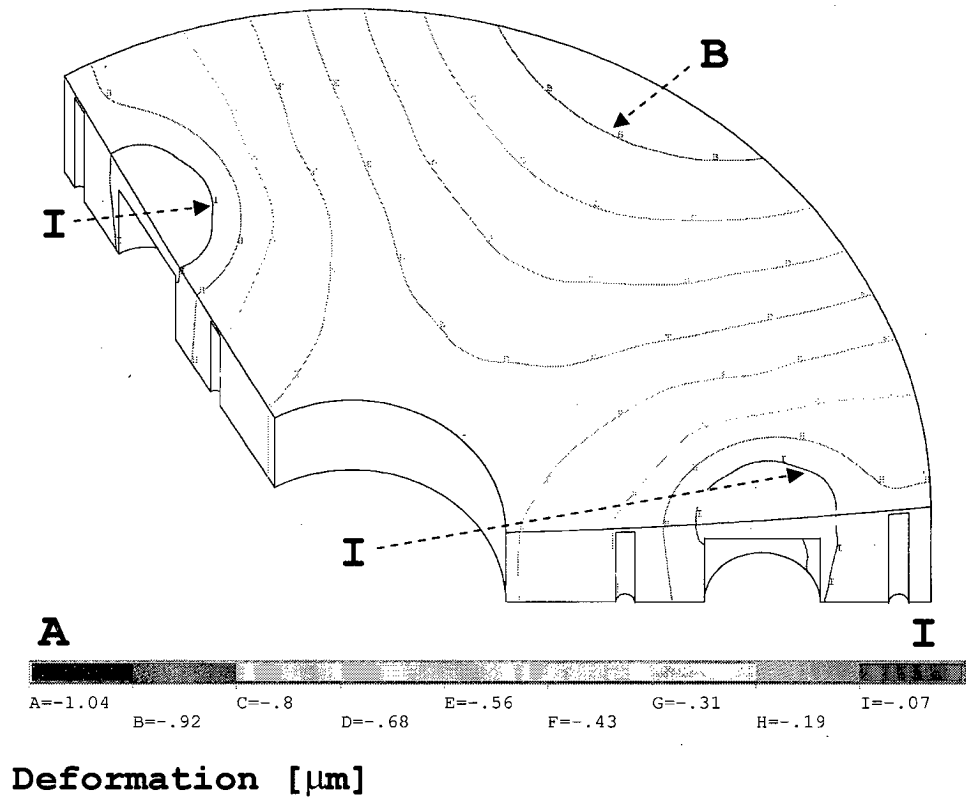 B
I
I
A I
A=-1.04 C=-.8 E=-.56 G=-.31 I=-.07
B=-.92 D=-.68 F=-.43 H=-.19
Deformation [μm]